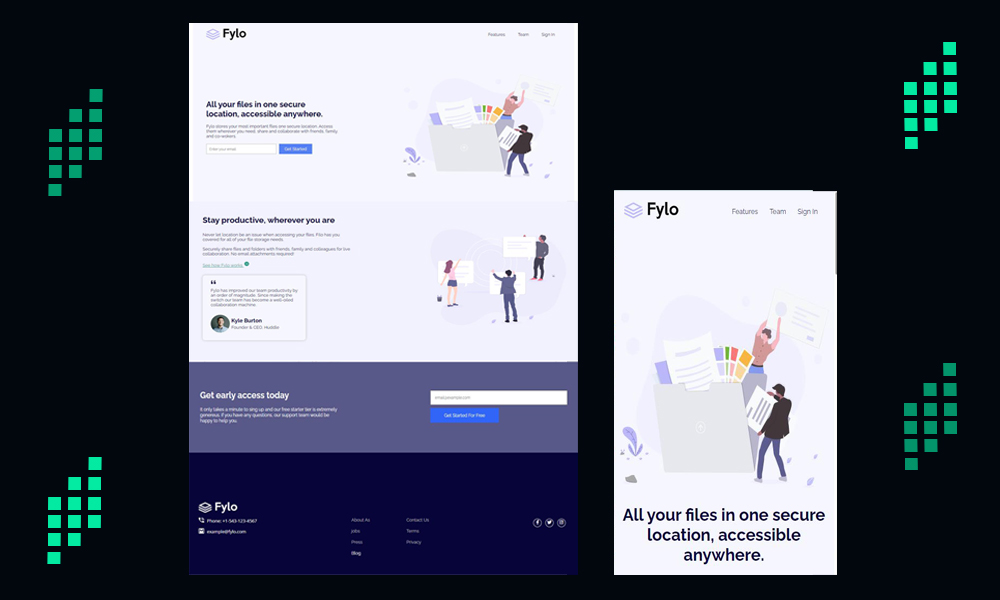 Fylo
Features Team Sign In
All your files in one secure
location, accessible anywhere.
Fylo stores your most important files one secure location. Access
them wherever you need, share and collaborate with friends, family,
and co-workers.
Enter your email
Get Started
Stay productive, wherever you are
Never let location be an issue when accessing your files. Fylo has you
covered for all of your file storage needs.
Securely share files and folders with friends, family and colleagues for live
collaboration. No email attachments required!
See how Fylo works
“
Fylo has improved our team productivity by
an order of magnitude. Since making the
switch our team has become a well-oiled
collaboration machine.
Kyle Burton
Founder & CEO, Huddle
Get early access today
It only takes a minute to sing up and our free starter tier is extremely
generous. If you have any questions, our support team would be
happy to help you.
email@example.com
Get Started For Free
Fylo
Phone: +1-543-123-4567
example@fylo.com
About Us
Jobs
Press
Blog
Contact Us
Terms
Privacy
Fylo
Features Team Sign In
All your files in one secure
location, accessible
anywhere.